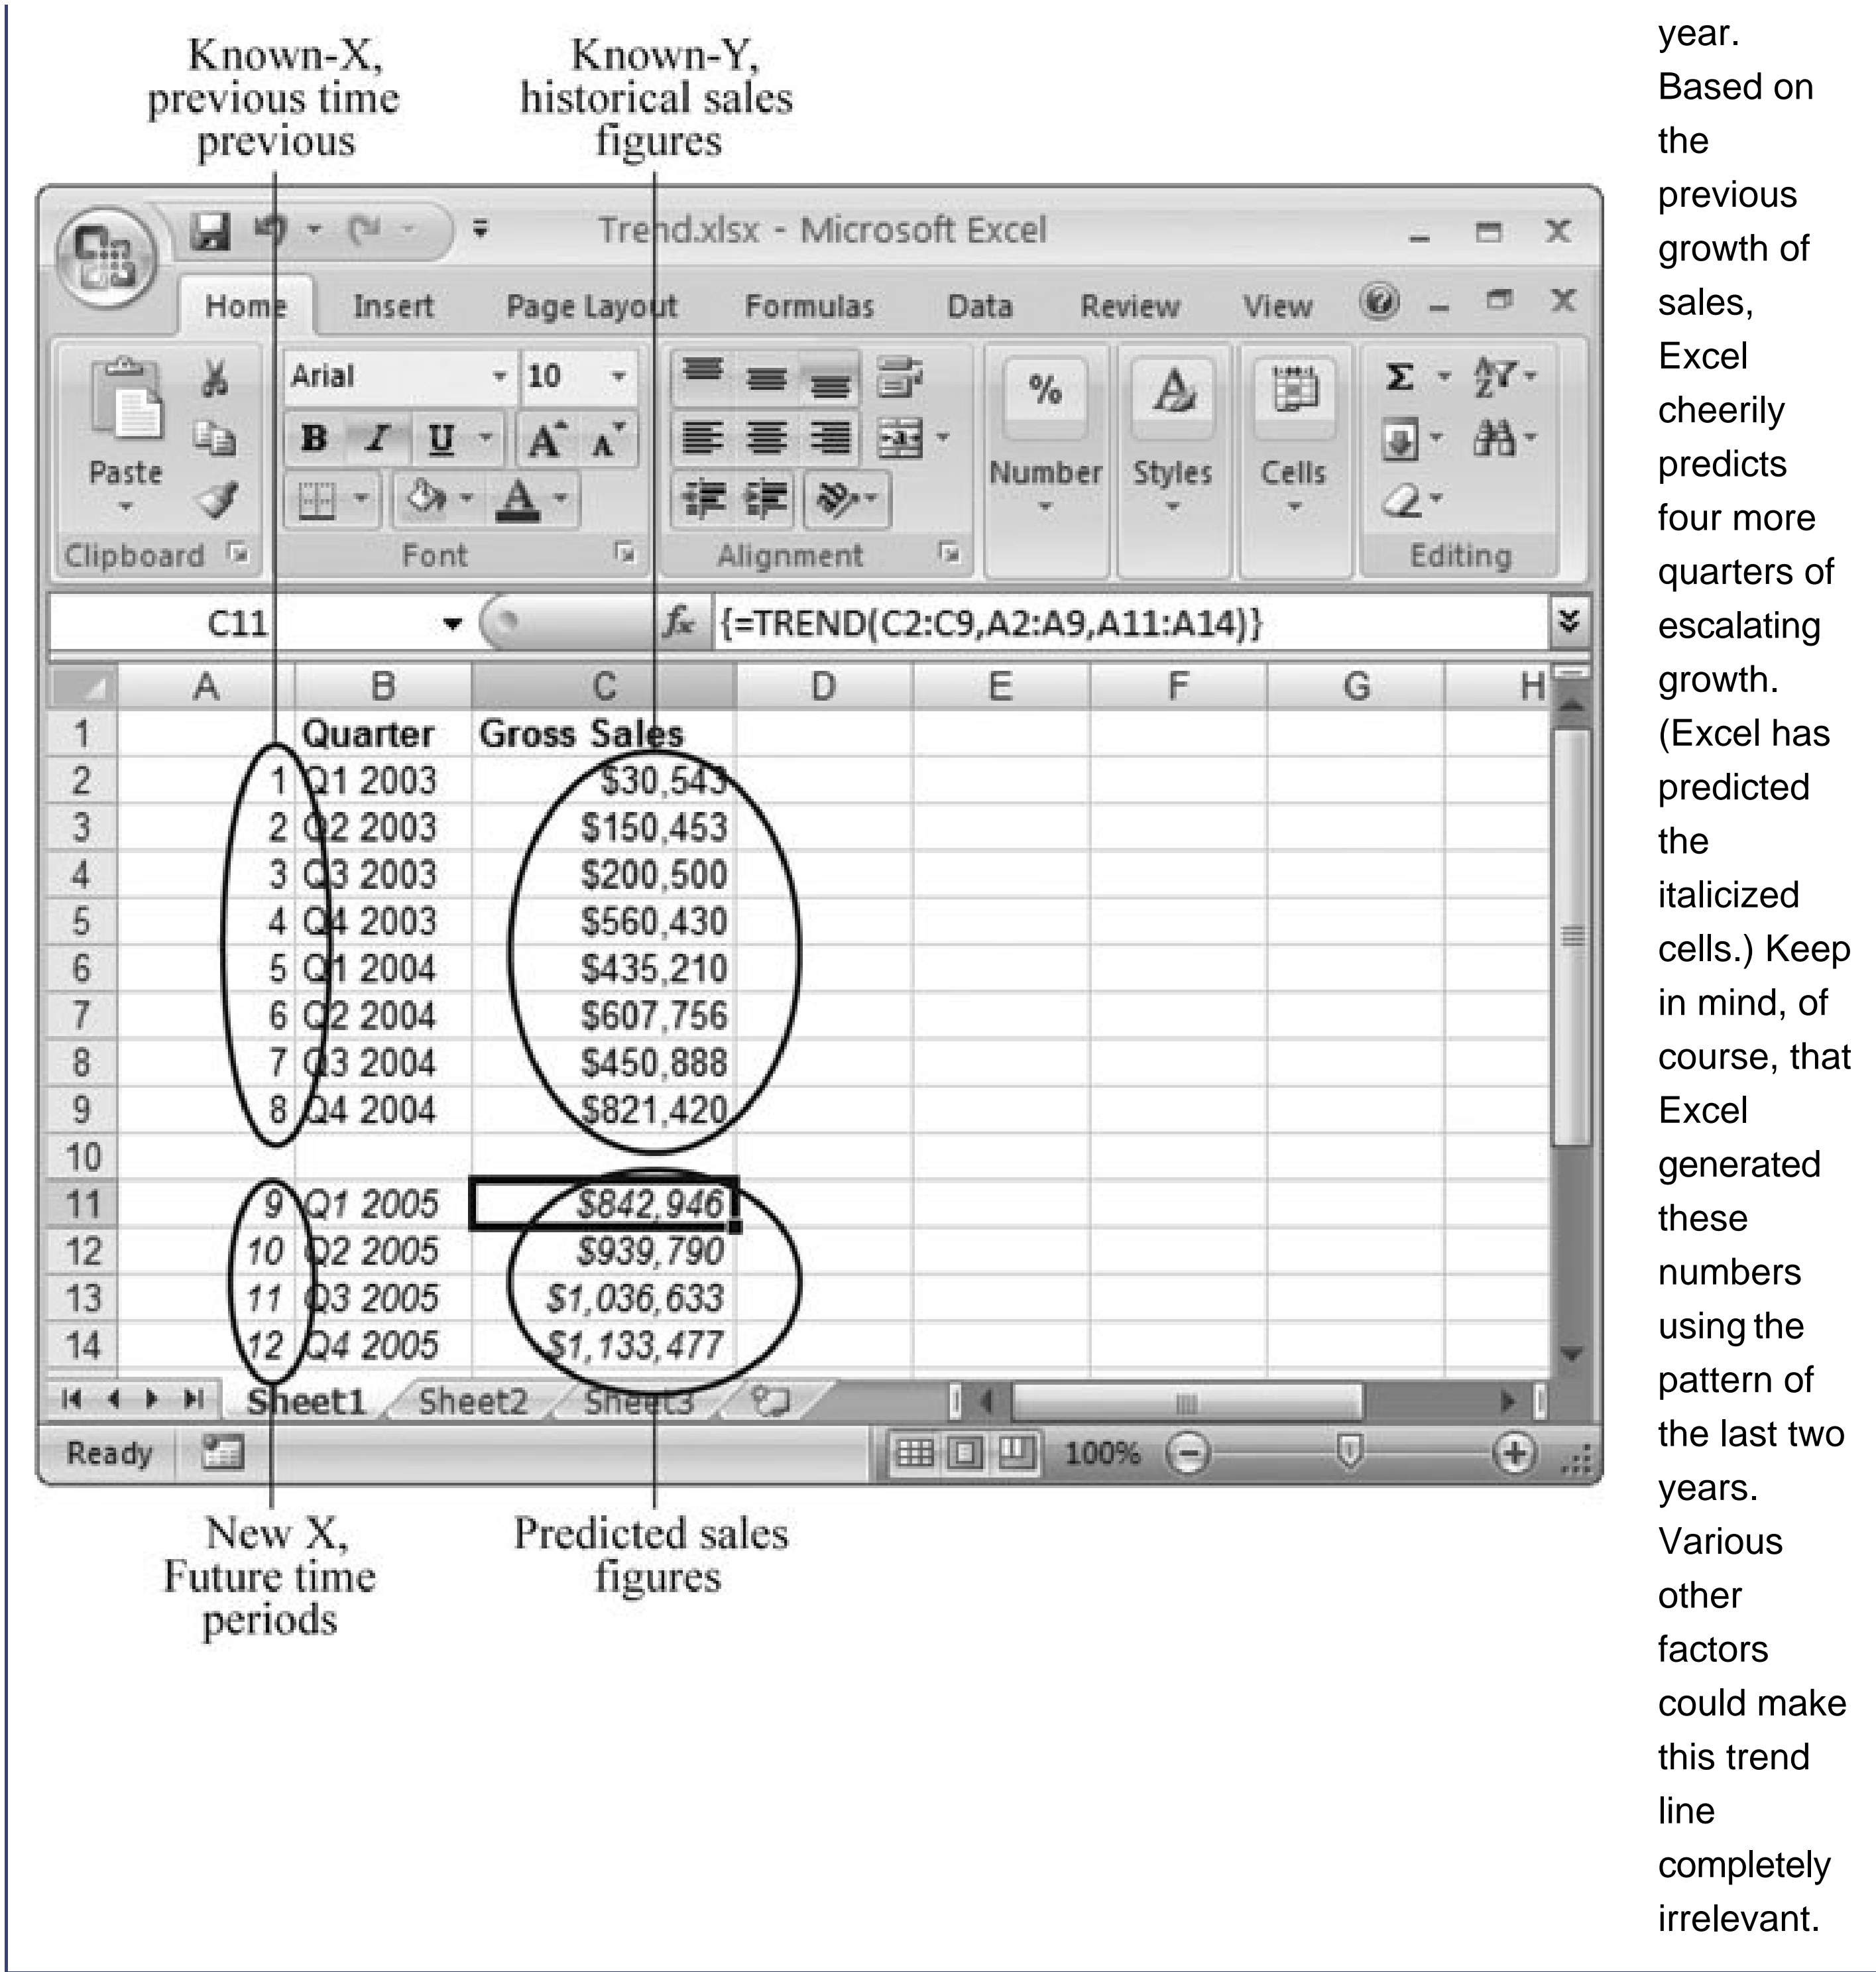 Known-X,
previous time
previous
Known-Y,
historical sales
figures
Trend.xlsx - Microsoft Excel
Home Insert Page Layout Formulas Data Review View
Arial 10
Paste
B I U A A
% Number
A Styles
Cells
Σ
Clipboard Font Alignment Editing
C11 fx {=TREND(C2:C9,A2:A9,A11:A14)}
A B C D E F G H
1 Quarter Gross Sales
2 1 Q1 2003 $30,543
3 2 Q2 2003 $150,453
4 3 Q3 2003 $200,500
5 4 Q4 2003 $560,430
6 5 Q1 2004 $435,210
7 6 Q2 2004 $607,756
8 7 Q3 2004 $450,888
9 8 Q4 2004 $821,420
10
11 9 Q1 2005 $842,946
12 10 Q2 2005 $939,790
13 11 Q3 2005 $1,036,633
14 12 Q4 2005 $1,133,477
Sheet1 Sheet2 Sheet3
Ready 100%
New X,
Future time
periods
Predicted sales
figures
year.
Based on
the
previous
growth of
sales,
Excel
cheerily
predicts
four more
quarters of
escalating
growth.
(Excel has
predicted
the
italicized
cells.) Keep
in mind, of
course, that
Excel
generated
these
numbers
using the
pattern of
the last two
years.
Various
other
factors
could make
this trend
line
completely
irrelevant.